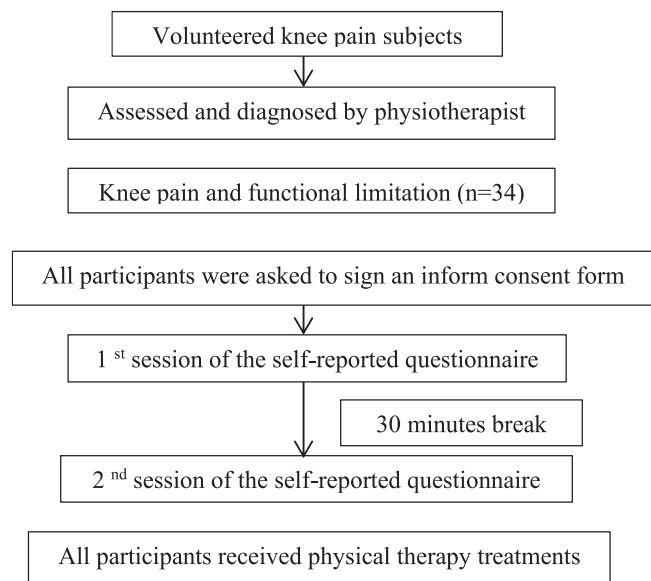 Volunteered knee pain subjects
Assessed and diagnosed by physiotherapist
Knee pain and functional limitation (n=34)
All participants were asked to sign an inform consent form
1 st session of the self-reported questionnaire
30 minutes break
2 nd session of the self-reported questionnaire
All participants received physical therapy treatments